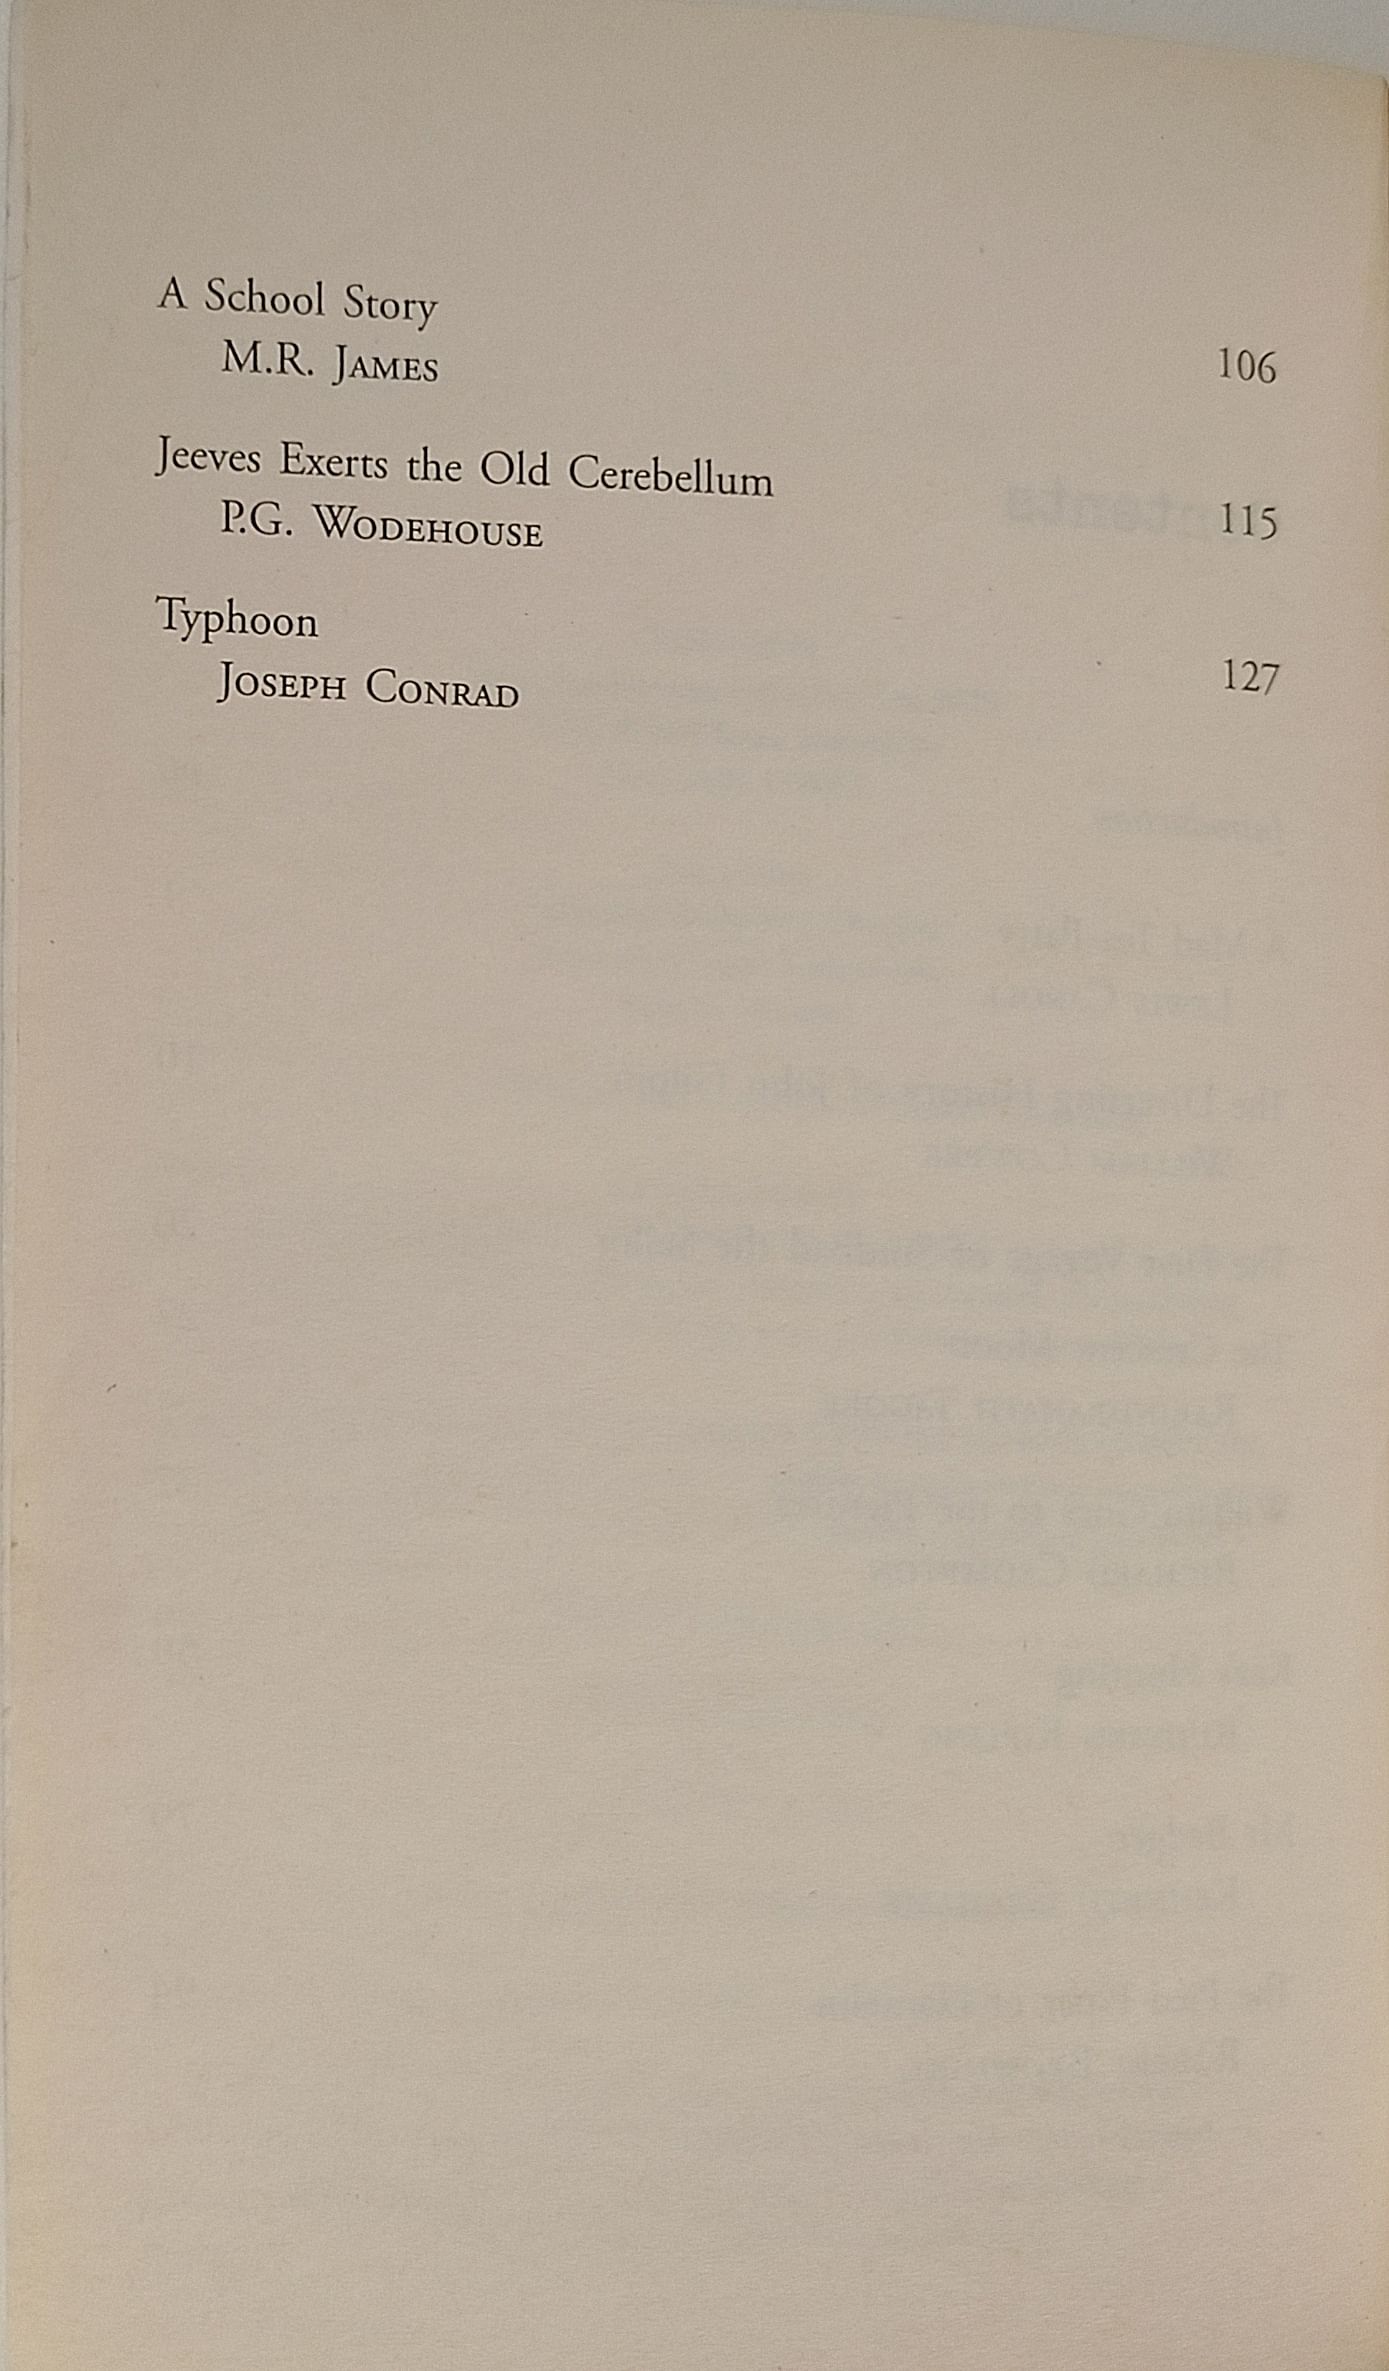 A School Story
M.R. JAMES 106
Jeeves Exerts the Old Cerebellum
P.G. WODEHOUSE 115
Typhoon
JOSEPH CONRAD 127